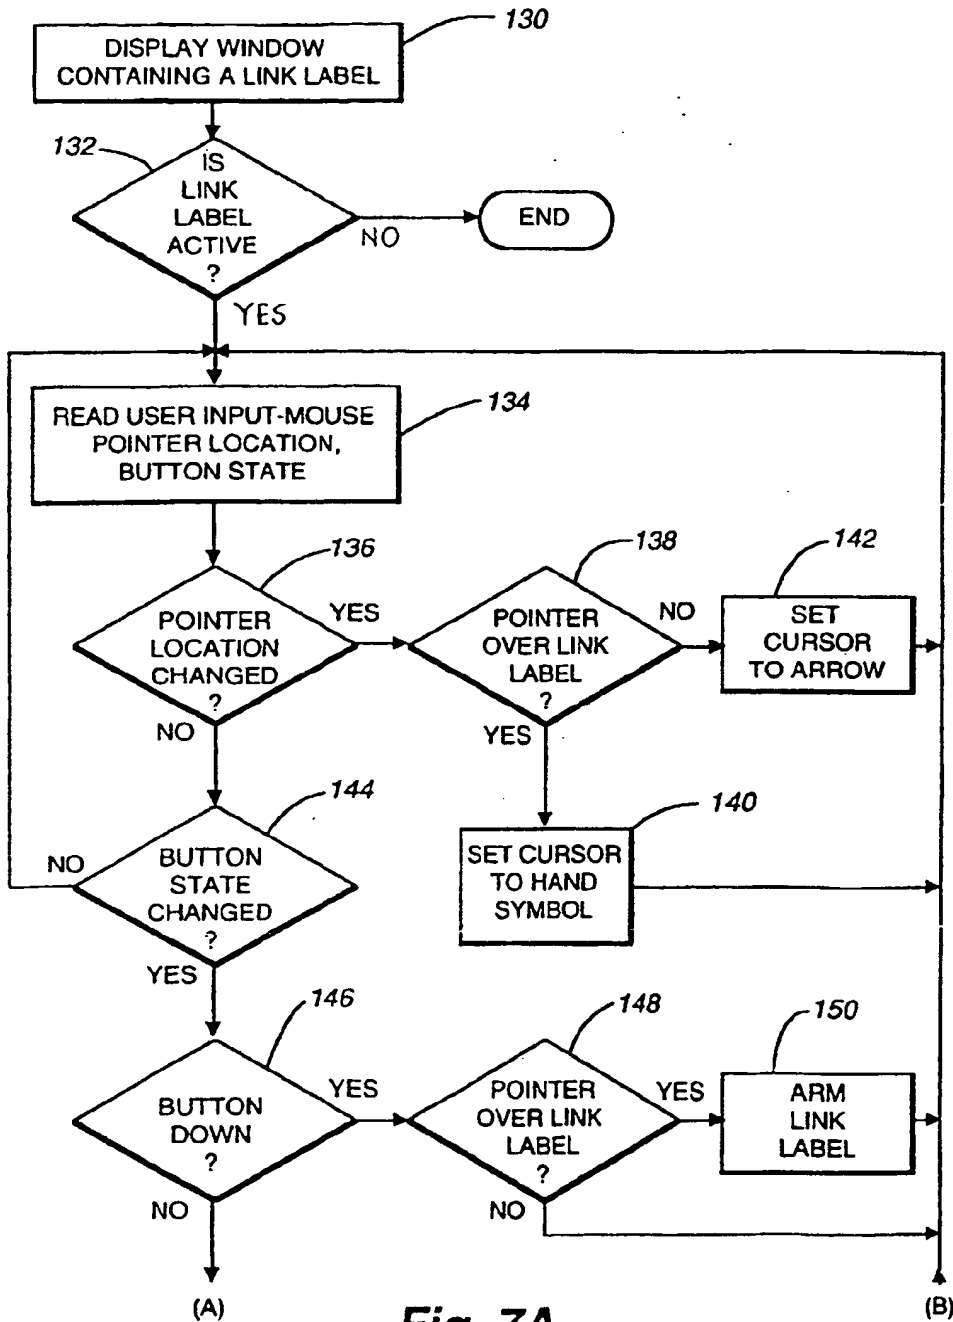 130
DISPLAY WINDOW
CONTAINING A LINK LABEL
132
IS
LINK
LABEL
ACTIVE
?
NO
END
YES
134
READ USER INPUT-MOUSE
POINTER LOCATION,
BUTTON STATE
136
POINTER
LOCATION
CHANGED
?
YES
NO
138
POINTER
OVER LINK
LABEL
?
NO
YES
142
SET
CURSOR
TO ARROW
144
BUTTON
STATE
CHANGED
?
NO
YES
140
SET CURSOR
TO HAND
SYMBOL
146
BUTTON
DOWN
?
YES
NO
148
POINTER
OVER LINK
LABEL
?
YES
NO
150
ARM
LINK
LABEL
(A)
Fig. 7A
(B)